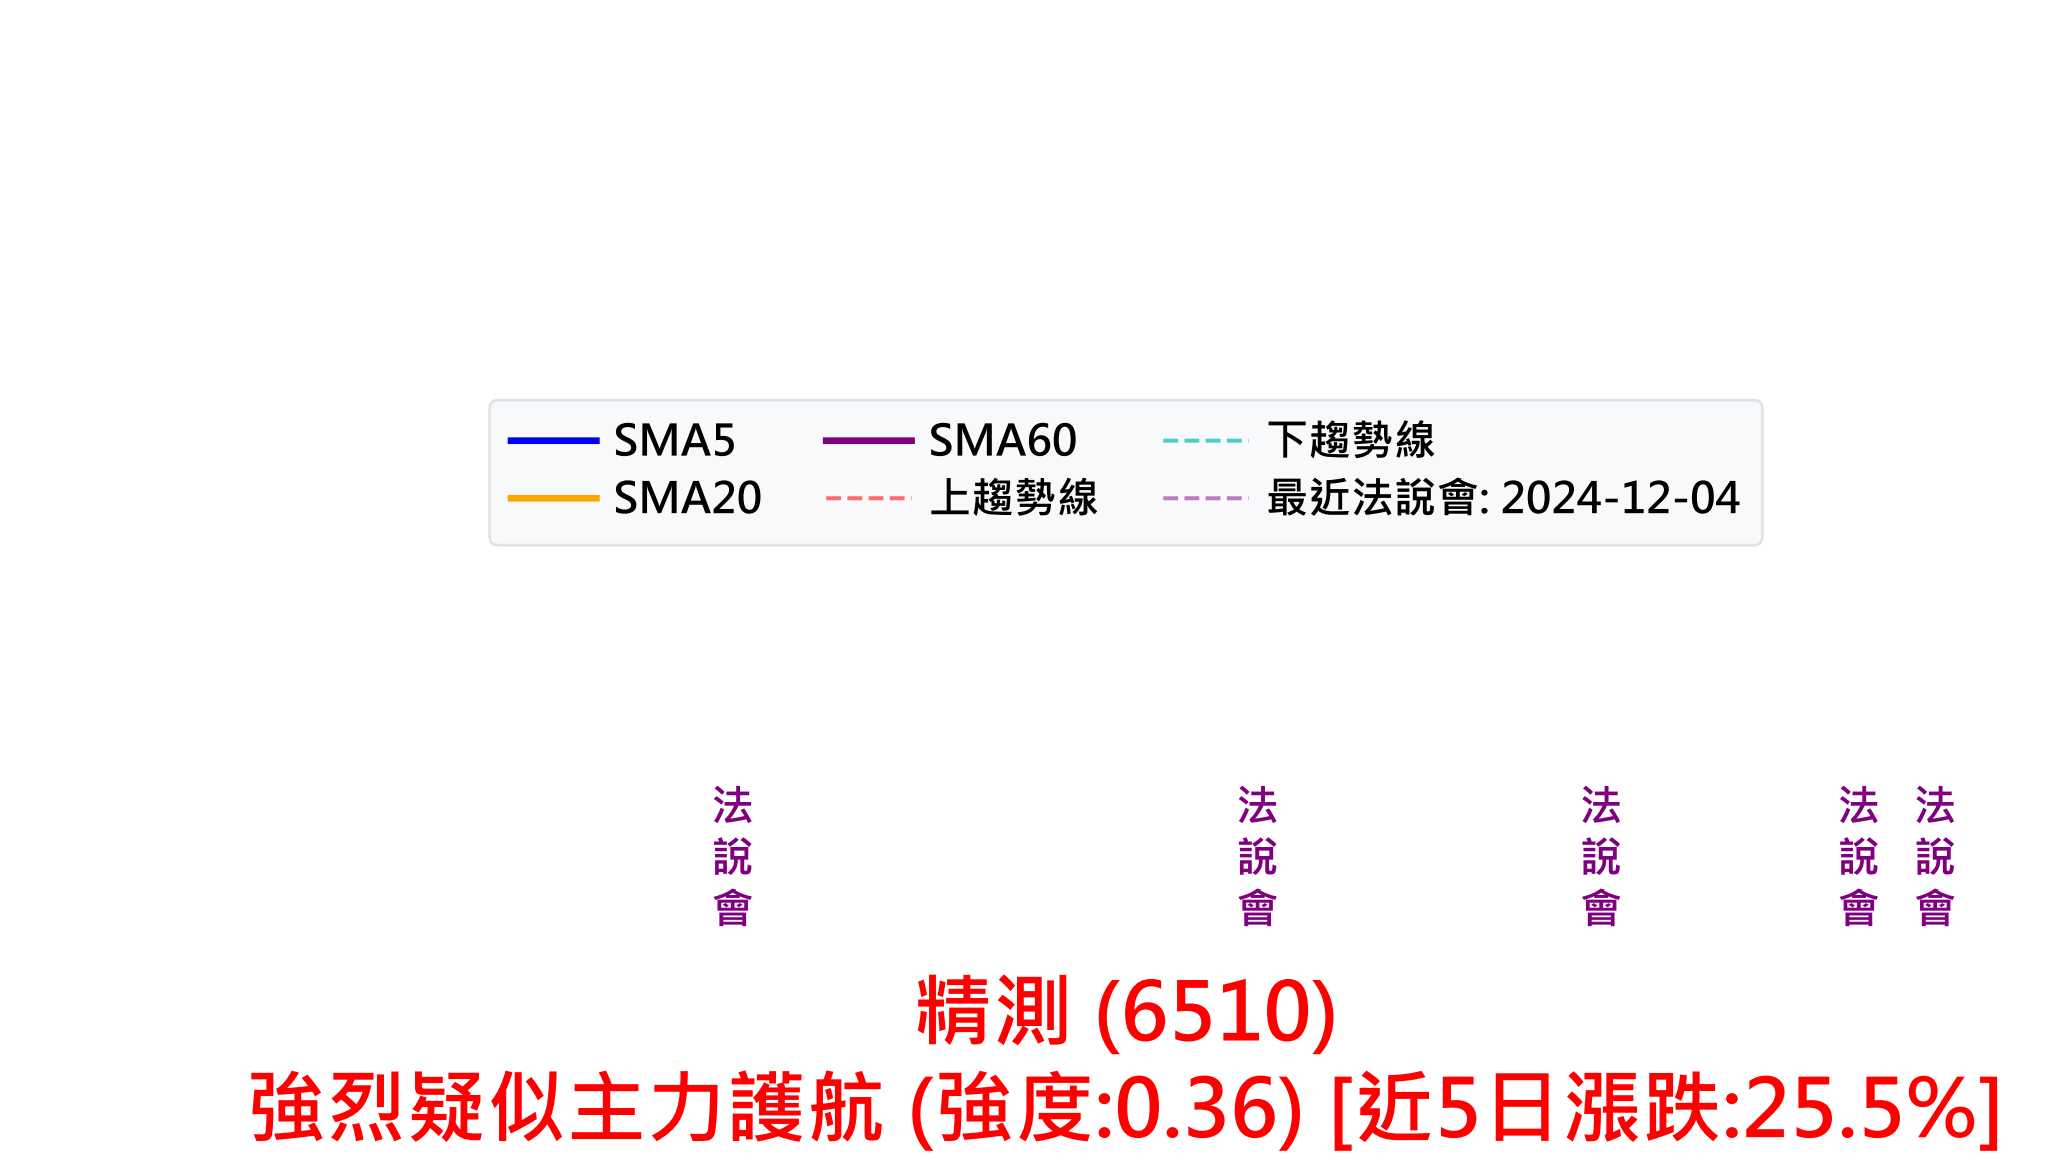 SMA5
SMA20
SMA60
上趨勢線
下趨勢線
最近法說會: 2024-12-04
法說會
法說會
法說會
法說會
法說會
精測 (6510)
強烈疑似主力護航 (強度:0.36) [近5日漲跌:25.5%]